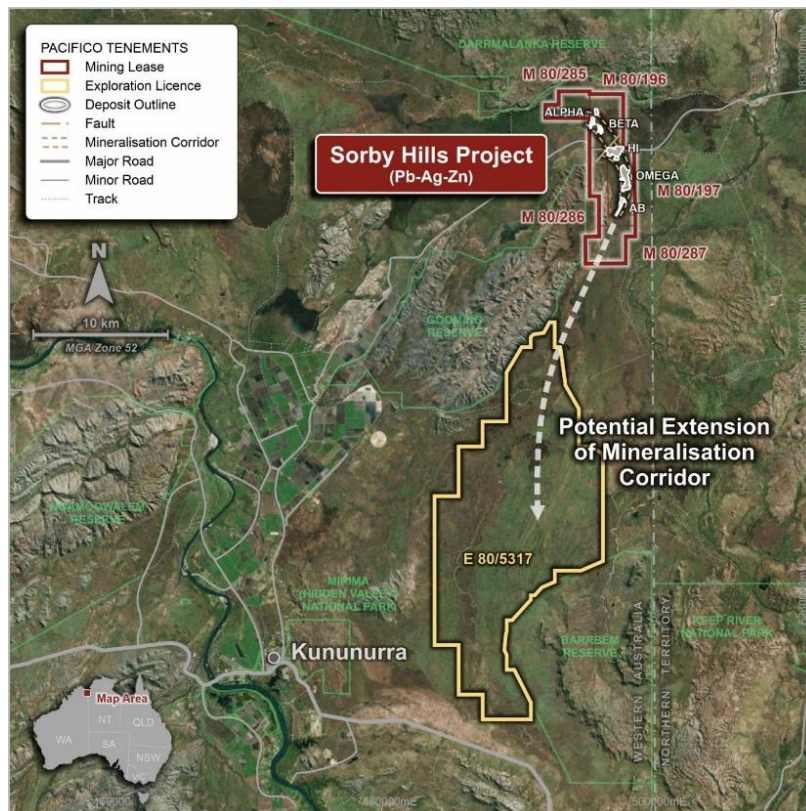 PACIFICO TENEMENTS
Mining Lease
Exploration Licence
Deposit Outline
Fault
Mineralisation Corridor
Major Road
Minor Road
Track
DARRMALANKA RESERVE
M 80/285
M 80/196
ALPHA
BETA
HI
OMEGA
AB
M 80/197
M 80/286
M 80/287
Sorby Hills Project
(Pb-Ag-Zn)
N
10 km
MGA Zone 52
GOOMING
RESERVE
Potential Extension
of Mineralisation
Corridor
RESERVE
E 80/5317
MIRIMA
(HIDDEN VALLEY)
NATIONAL PARK
KEEP RIVER
NATIONAL PARK
BARRBEM
RESERVE
WESTERN AUSTRALIA
NORTHERN TERRITORY
Kununurra
Map Area
WA
NT
QLD
SA
NSW
VIC
480000mE
500000mE